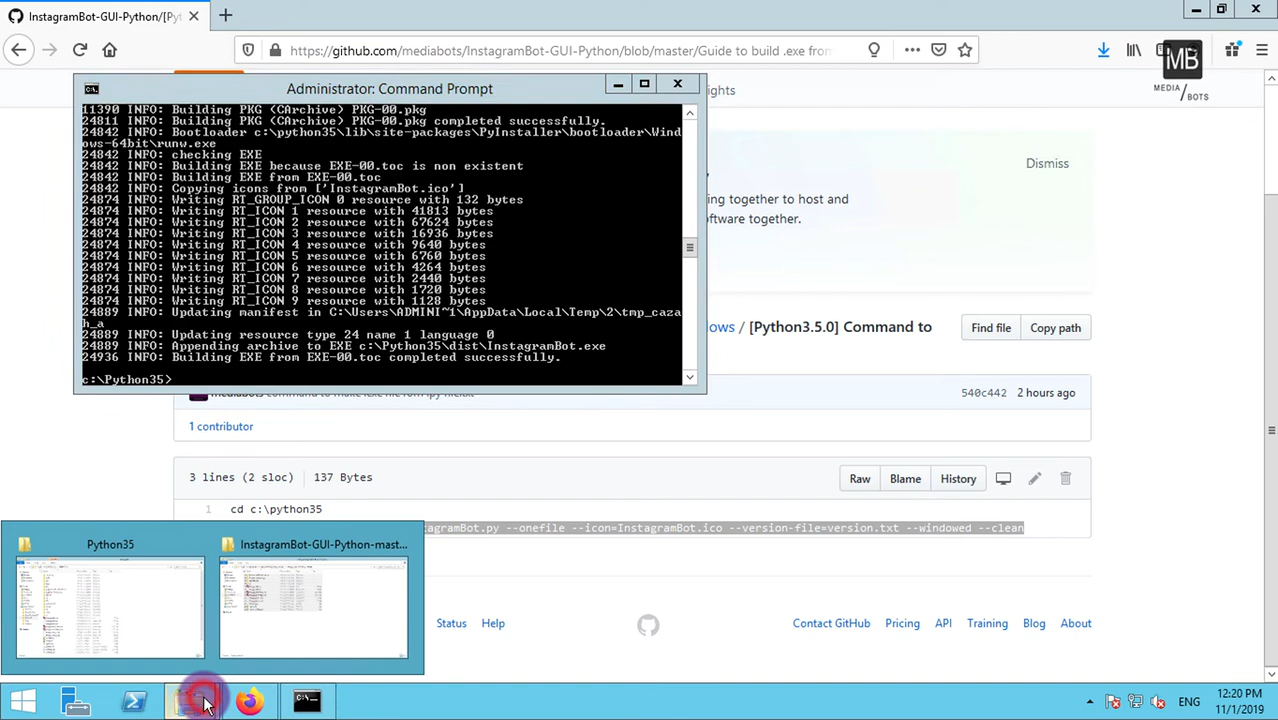 InstagramBot-GUI-Python/[Pyt
https://github.com/mediabots/InstagramBot-GUI-Python/blob/master/Guide to build .exe from
MB
MEDIA/BOTS
Administrator: Command Prompt
ights
11390 INFO: Building PKG (CArchive) PKG-00.pkg
24811 INFO: Building PKG (CArchive) PKG-00.pkg completed successfully.
24842 INFO: Bootloader c:\python35\lib\site-packages\PyInstaller\bootloader\Wind
ows-64bit\runw.exe
24842 INFO: checking EXE
24842 INFO: Building EXE because EXE-00.toc is non existent
24842 INFO: Building EXE from EXE-00.toc
24842 INFO: Copying icons from ['InstagramBot.ico']
24874 INFO: Writing RT_GROUP_ICON 0 resource with 132 bytes
24874 INFO: Writing RT_ICON 1 resource with 41813 bytes
24874 INFO: Writing RT_ICON 2 resource with 67624 bytes
24874 INFO: Writing RT_ICON 3 resource with 16936 bytes
24874 INFO: Writing RT_ICON 4 resource with 9640 bytes
24874 INFO: Writing RT_ICON 5 resource with 6760 bytes
24874 INFO: Writing RT_ICON 6 resource with 4264 bytes
24874 INFO: Writing RT_ICON 7 resource with 2440 bytes
24874 INFO: Writing RT_ICON 8 resource with 1720 bytes
24874 INFO: Writing RT_ICON 9 resource with 1128 bytes
24889 INFO: Updating manifest in C:\Users\ADMINI~1\AppData\Local\Temp\2\tmp_caza
h_a
24889 INFO: Updating resource type 24 name 1 language 0
24889 INFO: Appending archive to EXE c:\Python35\dist\InstagramBot.exe
24936 INFO: Building EXE from EXE-00.toc completed successfully.
c:\Python35>
Dismiss
ing together to host and
oftware together.
ows / [Python3.5.0] Command to
Find file
Copy path
540c442 2 hours ago
1 contributor
3 lines (2 sloc) 137 Bytes
Raw
Blame
History
1 cd c:\python35
tagramBot.py --onefile --icon=InstagramBot.ico --version-file=version.txt --windowed --clean
Python35
InstagramBot-GUI-Python-mast...
Status
Help
Contact GitHub
Pricing
API
Training
Blog
About
ENG
12:20 PM
11/1/2019